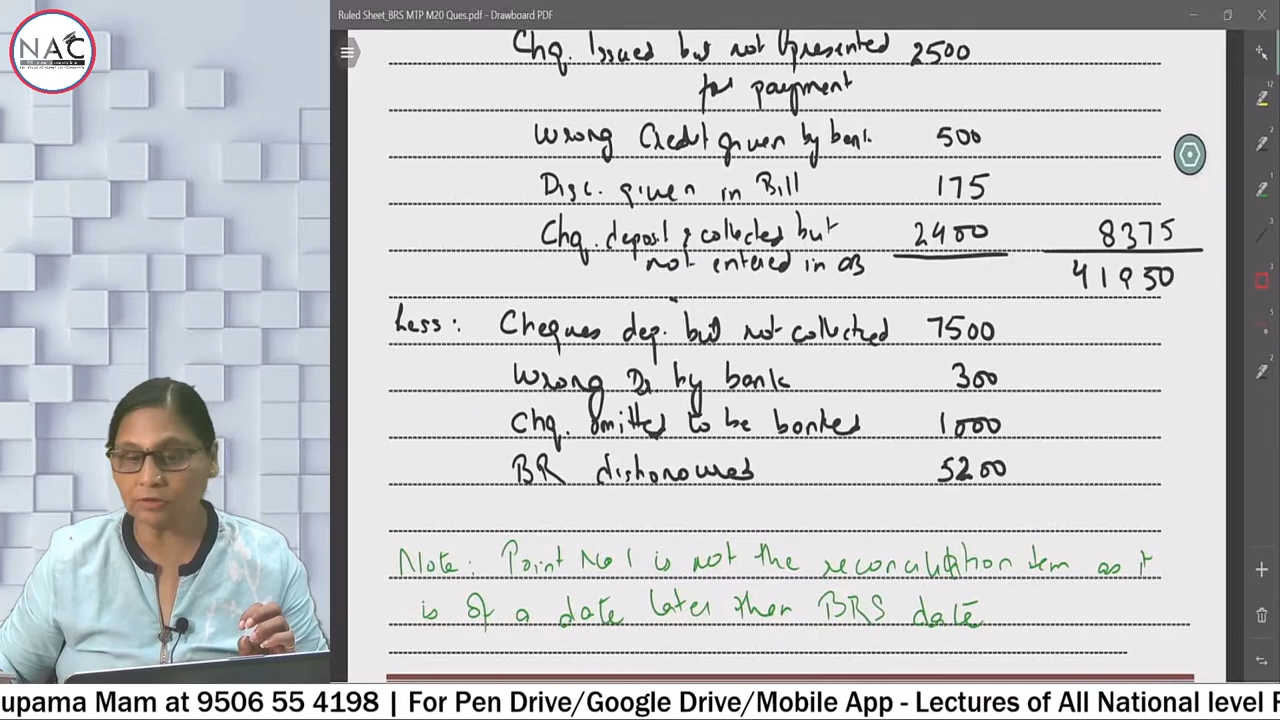 Ruled Sheet_BRS MTP M20 Ques.pdf - Drawboard PDF
NAC
Chq. Issued but not presented 2500
for payment
Wrong Credit given by bank 500
Disc. given in Bill 175
Chq. deposit & collected but 2400 8375
not entered in CB 41950
Less: Cheques dep. but not collected 7500
Wrong Dr by bank 300
Chq. omitted to be banked 1000
BR dishonoured 5200
Note: Point No 1 is not the reconciliation item as it
is of a date later then BRS date
upama Mam at 9506 55 4198 | For Pen Drive/Google Drive/Mobile App - Lectures of All National level F